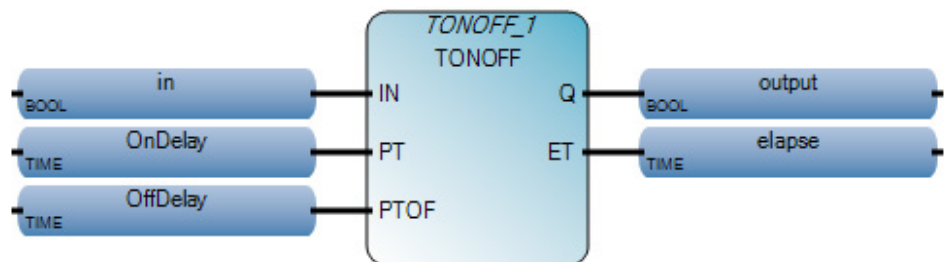 TONOFF_1
TONOFF
in
BOOL
IN
Q
output
BOOL
OnDelay
TIME
PT
ET
elapse
TIME
OffDelay
TIME
PTOF